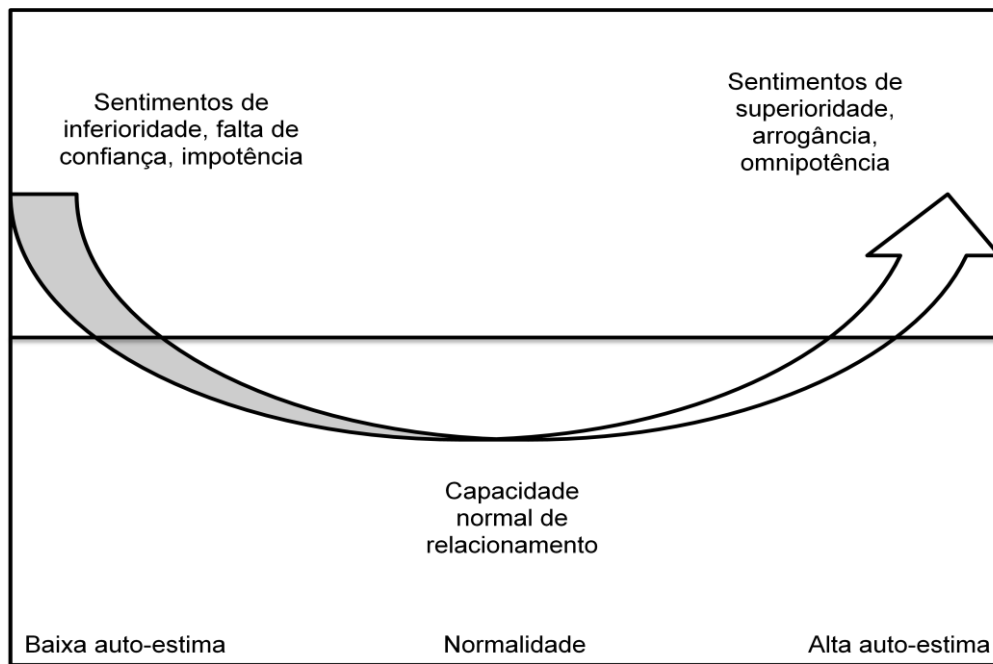 Sentimentos de
inferioridade, falta de
confiança, impotência
Sentimentos de
superioridade,
arrogância,
omnipotência
Capacidade
normal de
relacionamento
Baixa auto-estima
Normalidade
Alta auto-estima